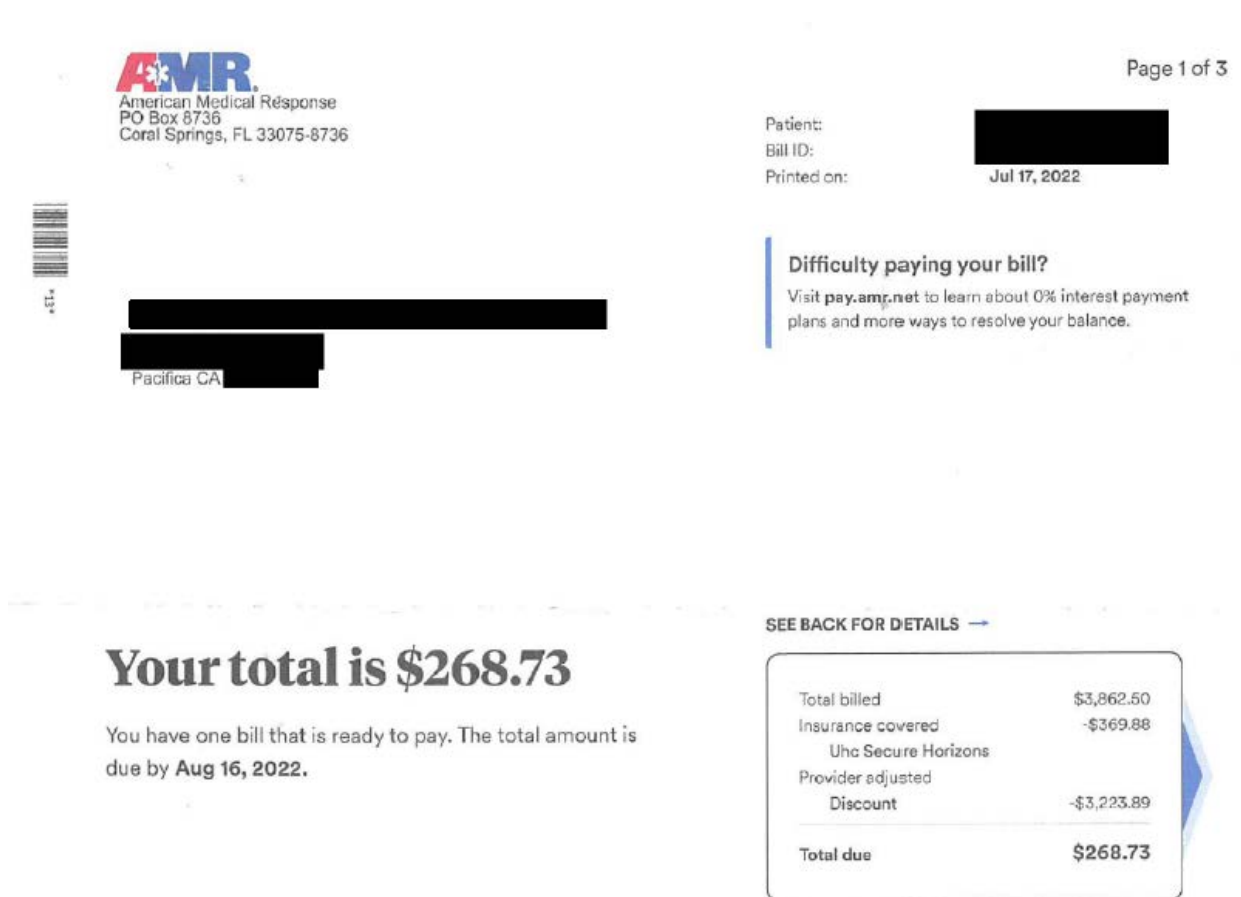 AMR.
American Medical Response
PO Box 8736
Coral Springs, FL 33075-8736
Page 1 of 3
Patient:
Bill ID:
Printed on: Jul 17, 2022
*13*
Difficulty paying your bill?
Visit pay.amr.net to learn about 0% interest payment
plans and more ways to resolve your balance.
Pacifica CA
SEE BACK FOR DETAILS →
Your total is $268.73
You have one bill that is ready to pay. The total amount is
due by Aug 16, 2022.
Total billed $3,862.50
Insurance covered -$369.88
Uhc Secure Horizons
Provider adjusted
Discount -$3,223.89
Total due $268.73